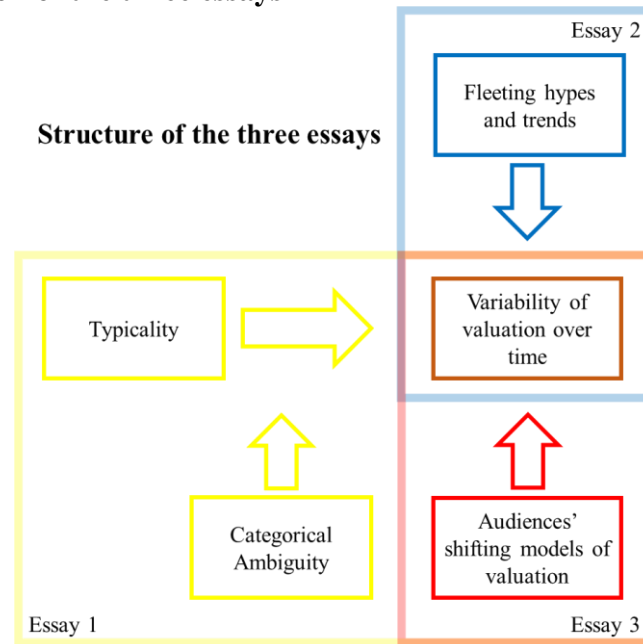 Essay 2
Fleeting hypes
and trends
Structure of the three essays
Typicality
Variability of
valuation over
time
Categorical
Ambiguity
Audiences’
shifting models of
valuation
Essay 1
Essay 3